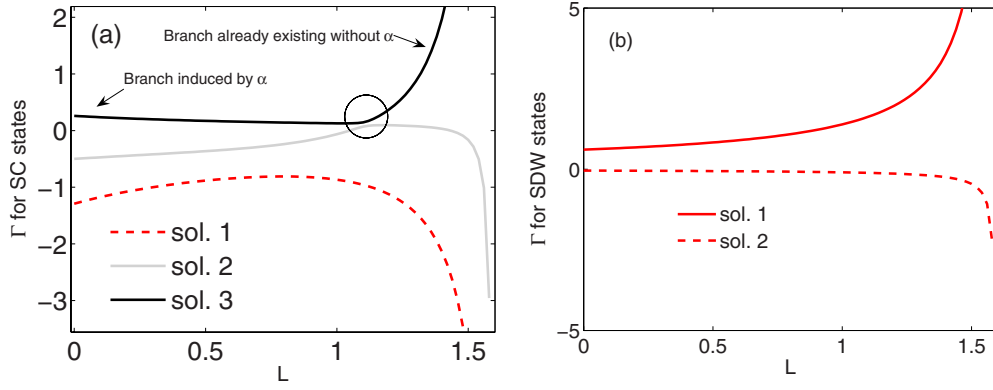 (a)
Branch already existing without α
Branch induced by α
2
1
0
−1
−2
−3
Γ for SC states
sol. 1
sol. 2
sol. 3
0
0.5
1
1.5
L
(b)
5
0
−5
Γ for SDW states
sol. 1
sol. 2
0
0.5
1
1.5
L